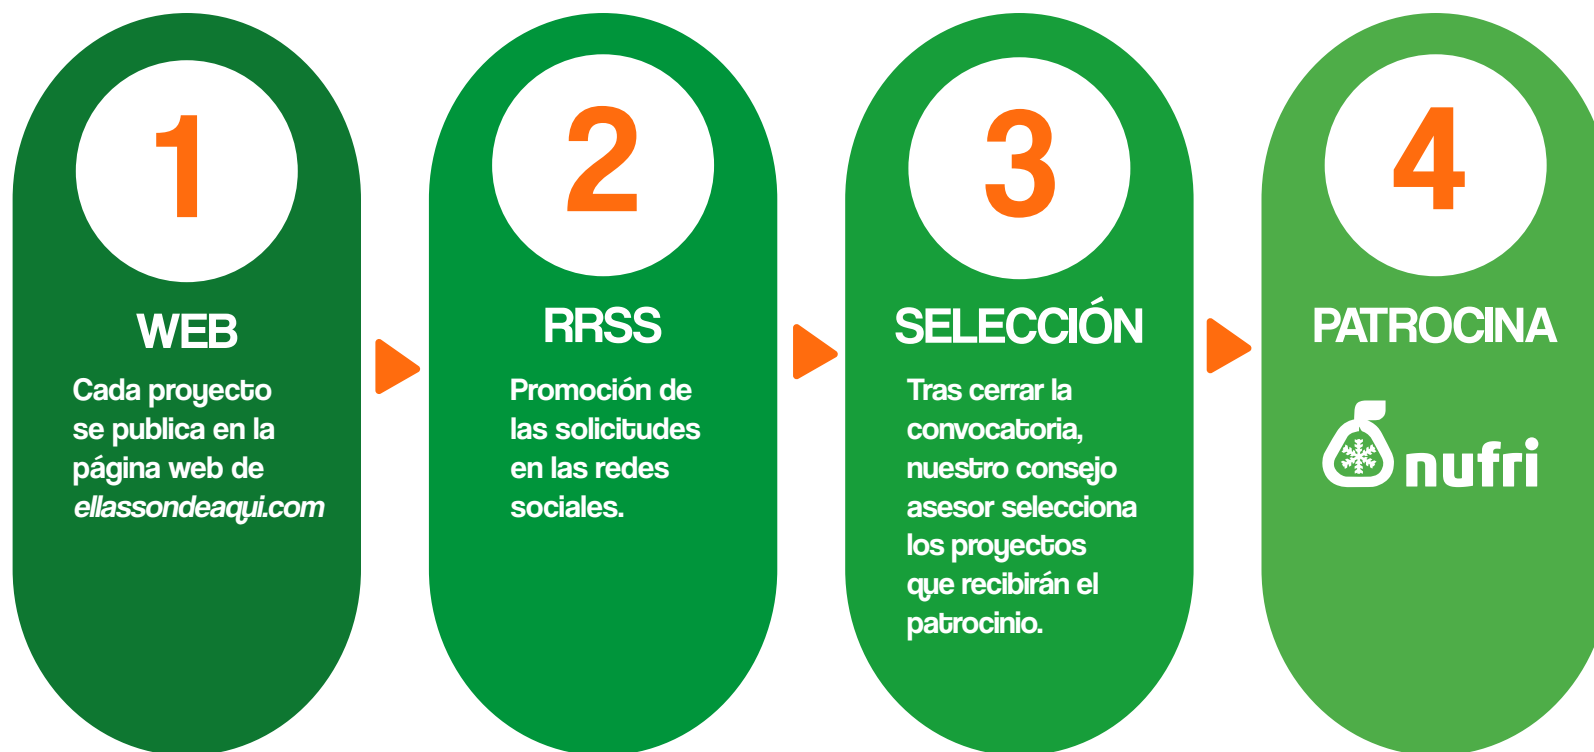 1
WEB
Cada proyecto
se publica en la
página web de
ellassondeaqui.com
2
RRSS
Promoción de
las solicitudes
en las redes
sociales.
3
SELECCIÓN
Tras cerrar la
convocatoria,
nuestro consejo
asesor selecciona
los proyectos
que recibirán el
patrocinio.
4
PATROCINA
nufri